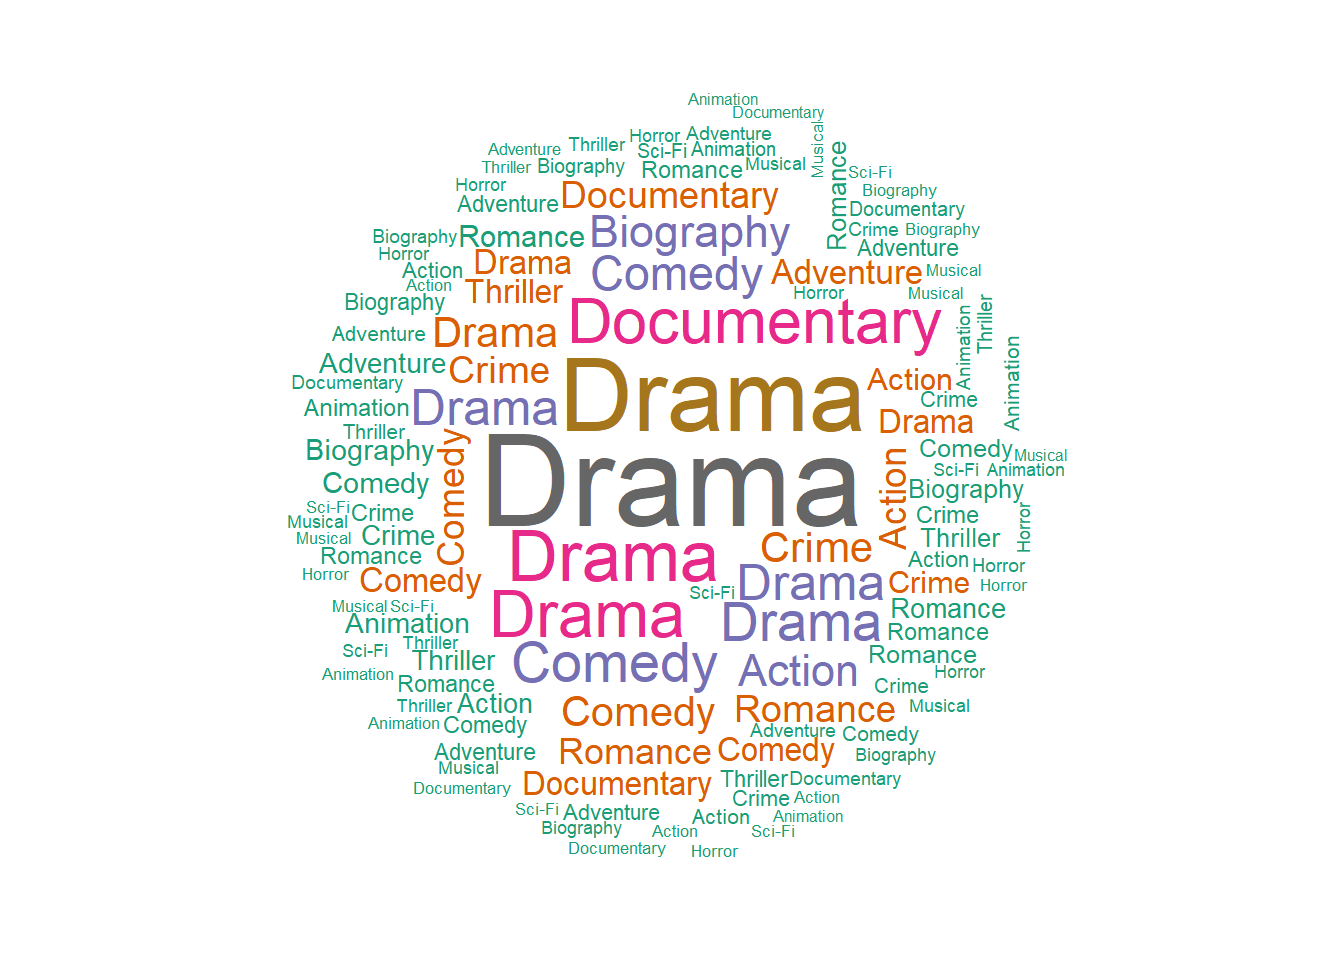 Animation
Documentary
Musical
Horror Adventure
Adventure Thriller Sci-Fi Animation
Thriller Biography Romance Musical
Romance
Sci-Fi
Horror
Documentary
Biography
Adventure
Documentary
Biography Romance Biography Crime Biography
Horror
Drama
Adventure
Action
Comedy
Adventure Musical
Action
Thriller
Horror Musical
Biography
Documentary
Thriller
Adventure Drama
Animation
Animation
Adventure Crime
Documentary
Drama
Action
Animation Drama
Crime
Drama
Thriller
Biography
Comedy
Comedy Musical
Drama
Action
Sci-Fi Animation
Comedy
Biography
Sci-Fi Crime
Crime
Musical
Horror
Musical Crime
Thriller
Romance
Drama
Crime
Action Horror
Horror Comedy
Drama Crime Horror
Sci-Fi
Musical Sci-Fi
Drama
Romance
Animation
Drama
Romance
Sci-Fi Thriller
Thriller
Comedy
Action
Romance
Animation
Romance
Crime
Horror
Thriller Action
Comedy
Romance
Musical
Animation Comedy
Adventure Comedy
Adventure
Romance
Comedy
Biography
Musical
Documentary
Documentary
Thriller Documentary
Crime Action
Sci-Fi Adventure
Action
Animation
Biography
Action
Sci-Fi
Documentary
Horror